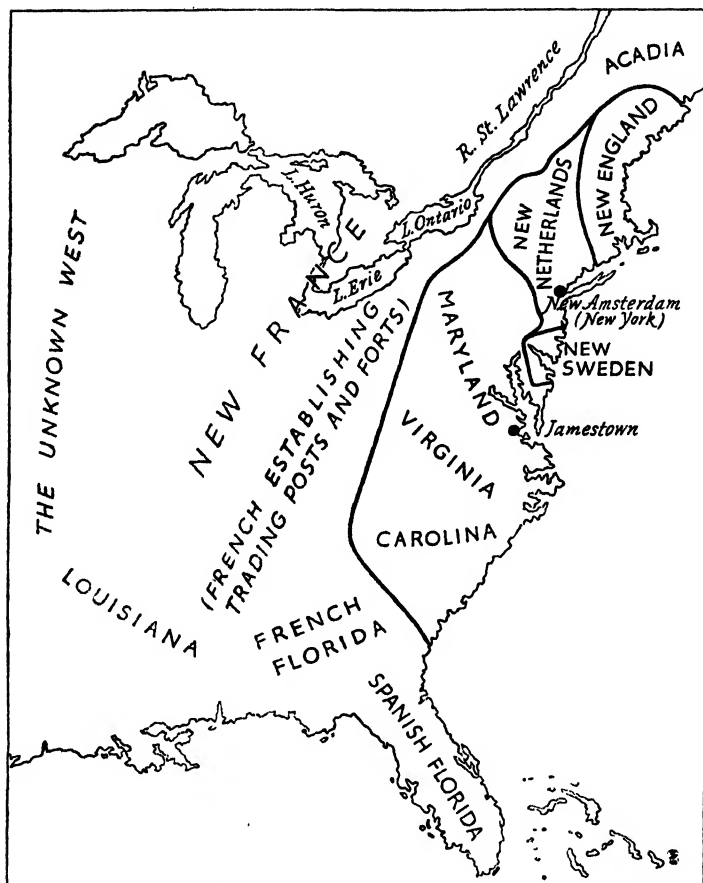 ACADIA
R. St. Lawrence
NEW ENGLAND
NEW
NETHERLANDS
L. Huron
L. Ontario
L. Erie
THE UNKNOWN WEST
NEW FRANCE
(FRENCH ESTABLISHING
TRADING POSTS AND FORTS)
New Amsterdam
(New York)
NEW
SWEDEN
MARYLAND
Jamestown
VIRGINIA
CAROLINA
LOUISIANA
FRENCH
FLORIDA
SPANISH FLORIDA